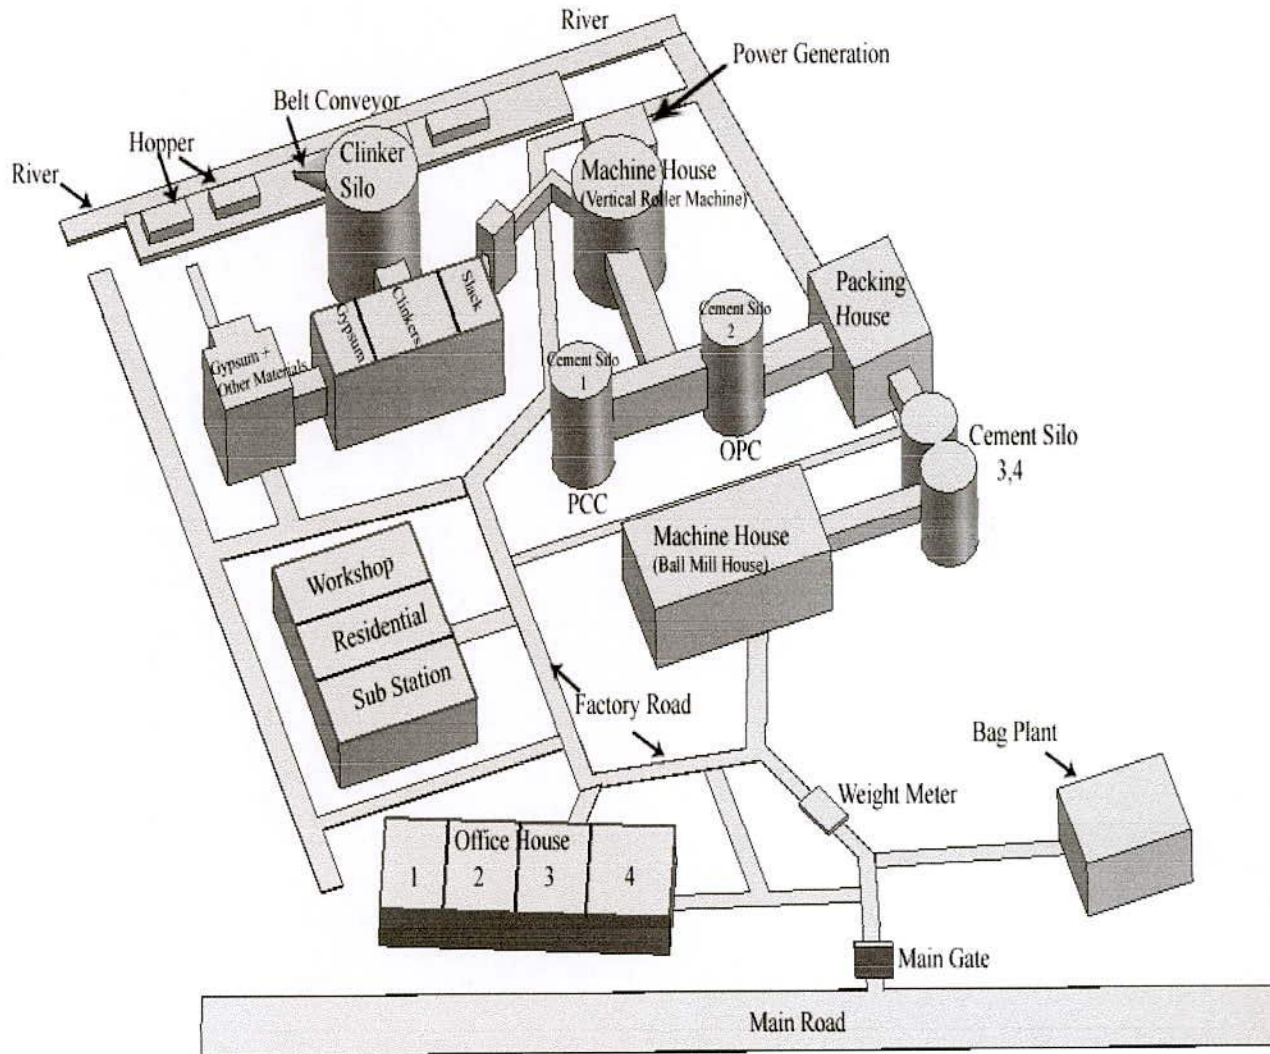 River
Power Generation
Belt Conveyor
Hopper
River
Clinker
Silo
Machine House
(Vertical Roller Machine)
Packing
House
Slack
Clinkers
Gypsum
Cement Silo
2
Gypsum +
Other Materials
Cement Silo
1
OPC
Cement Silo
3,4
PCC
Machine House
(Ball Mill House)
Workshop
Residential
Sub Station
Factory Road
Bag Plant
Weight Meter
Office House
1 2 3 4
Main Gate
Main Road